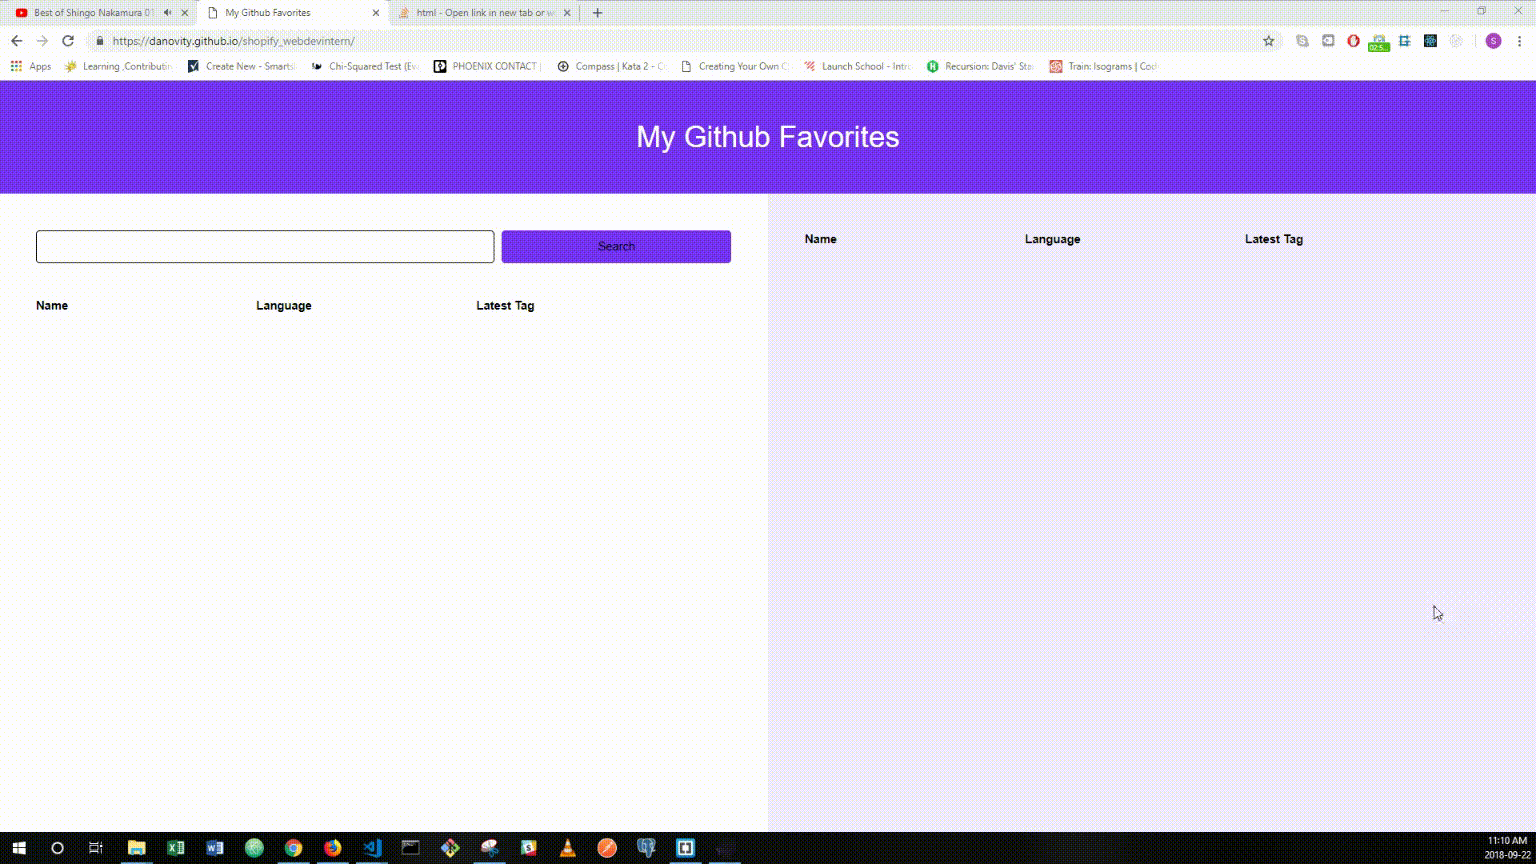 Best of Shingo Nakamura 01
My Github Favorites
html - Open link in new tab or w
https://danovity.github.io/shopify_webdevintern/
S
Apps
Learning ,Contributin
Create New - Smarts
Chi-Squared Test (Ev
PHOENIX CONTACT |
Compass | Kata 2 -
Creating Your Own
Launch School - Intro
Recursion: Davis' Sta
Train: Isograms | Cod
My Github Favorites
Search
Name Language Latest Tag
Name Language Latest Tag
11:10 AM
2018-09-22